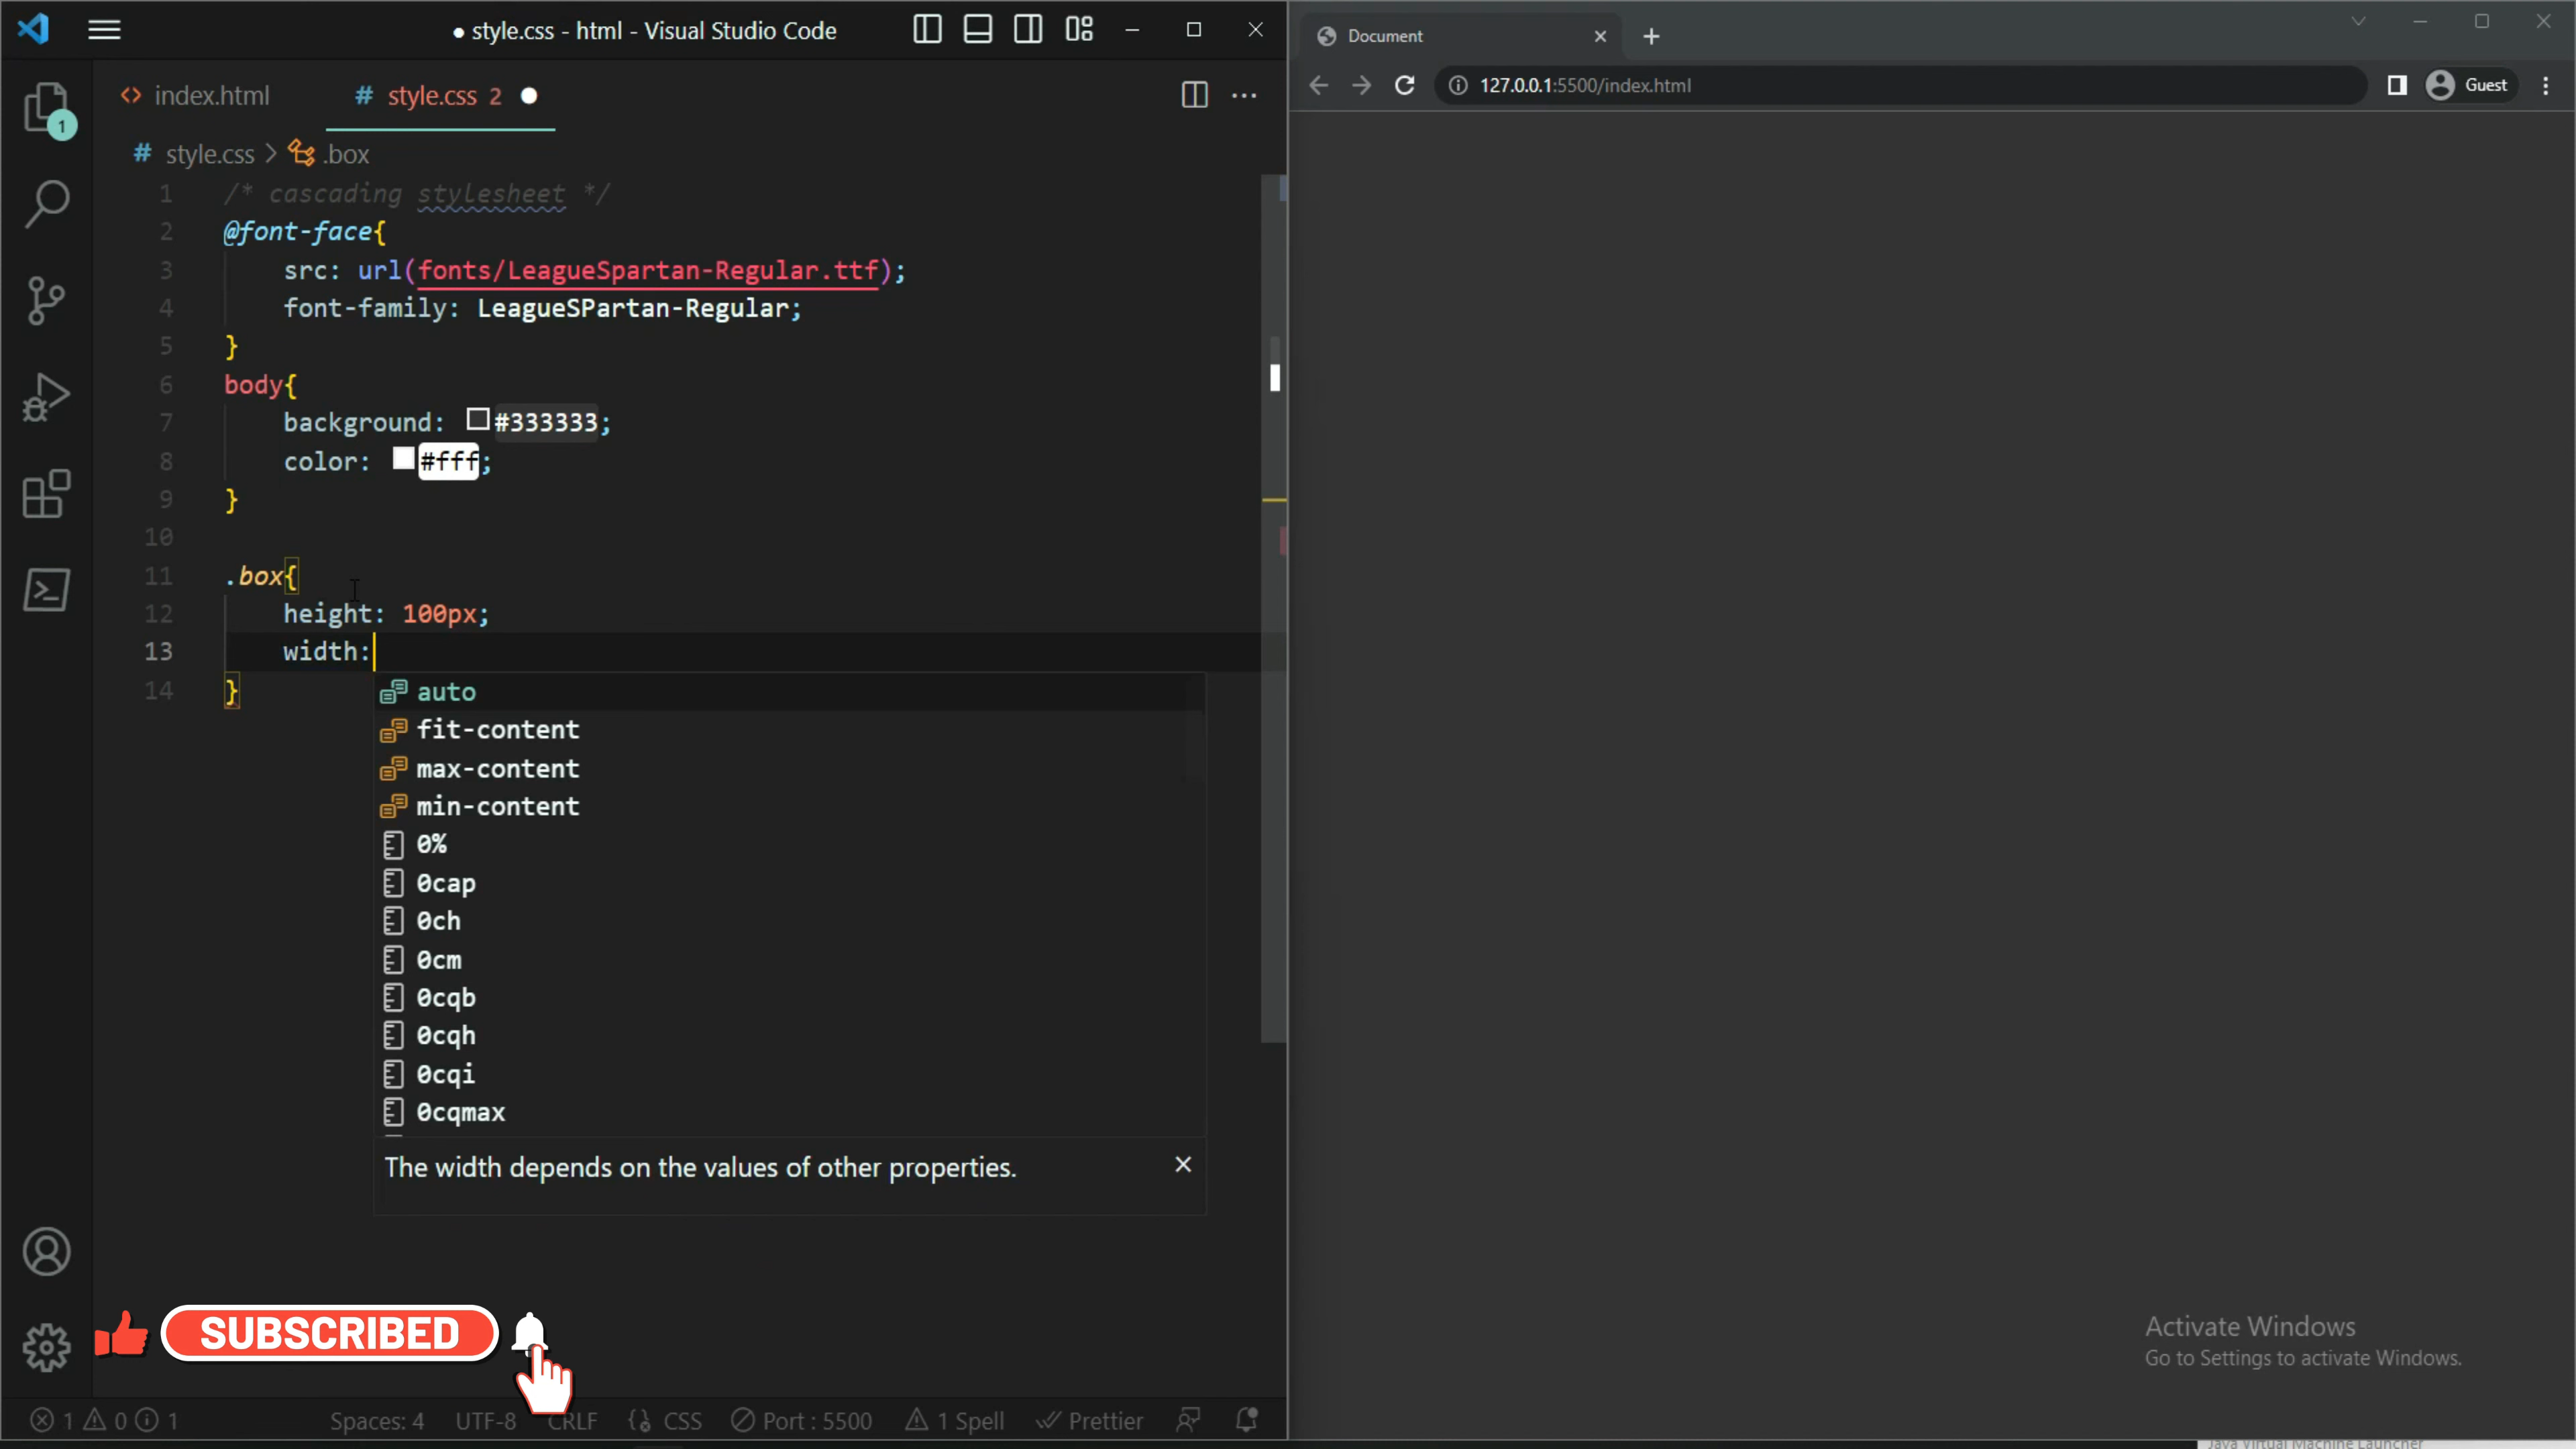 ● style.css - html - Visual Studio Code
index.html
# style.css 2 ●
# style.css > .box
1 /* cascading stylesheet */
2 @font-face{
3 src: url(fonts/LeagueSpartan-Regular.ttf);
4 font-family: LeagueSPartan-Regular;
5 }
6 body{
7 background: #333333;
8 color: #fff;
9 }
10
11 .box{
12 height: 100px;
13 width:
14 }
auto
fit-content
max-content
min-content
0%
0cap
0ch
0cm
0cqb
0cqh
0cqi
0cqmax
The width depends on the values of other properties.
1
SUBSCRIBED
1 0 1 Spaces: 4 UTF-8 CRLF CSS Port : 5500 1 Spell Prettier
Document
127.0.0.1:5500/index.html
Guest
Activate Windows
Go to Settings to activate Windows.
Java Virtual Machine Launcher